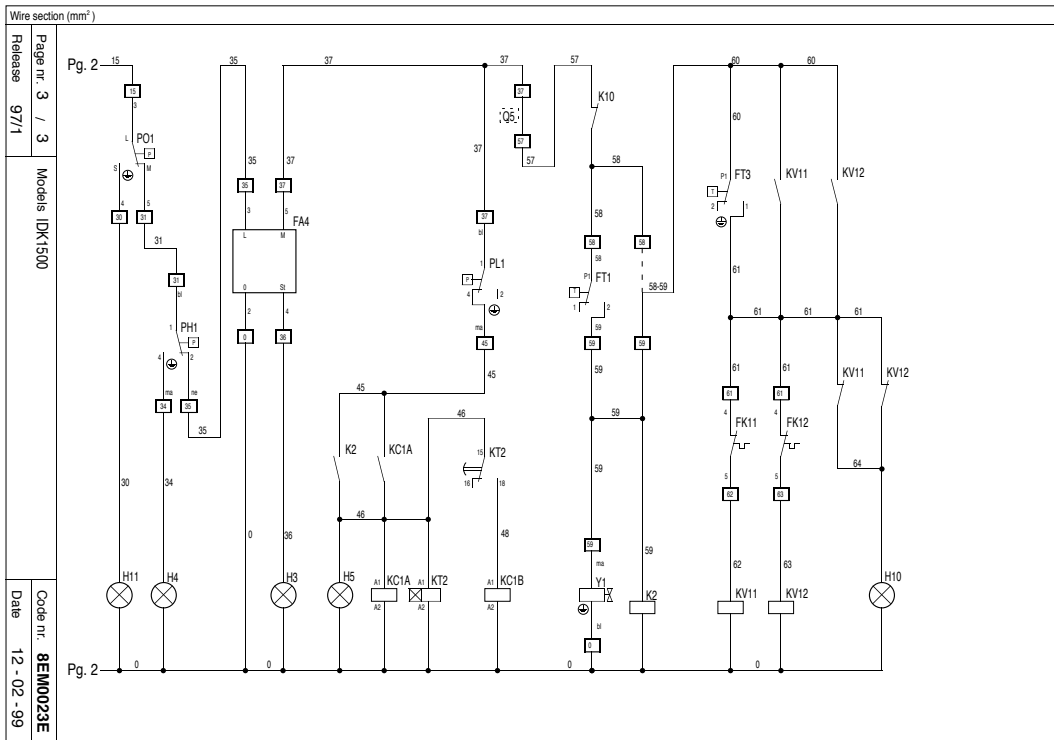 Wire section (mm²)
Page nr. 3 / 3
Release 97/1
Models IDK1500
Code nr. 8EM0023E
Date 12 - 02 - 99
Pg. 2 15 35 37 37 57 60 60
15 37
3 K10
Q5 60
L PO1 P 57
S M 37 57 58
4 5 35 37 P1 FT3 KV11 KV12
30 31 35 37 T 2 1
3 5 37 58
31 FA4 bl 58 58
L M 58
31 1 PL1 P1 FT1 61
bl P 4 2 T 1 2 58-59
O St
1 PH1 2 4 ma 59 61 61 61
P 0 36 45 59 59
4 2 59 61 61 KV11 KV12
ma ne 45 61 61
34 35 45 4 4
35 46 59 FK11 FK12
K2 KC1A 15 KT2
16 18 59 5 5 64
30 34 62 63
46 48
0 36 59 59
ma 62 63
H11 H4 H3 H5 A1 KC1A A1 KT2 A1 KC1B Y1 K2 KV11 KV12 H10
A2 A2 A2
bl
0
Pg. 2 0 0 0 0